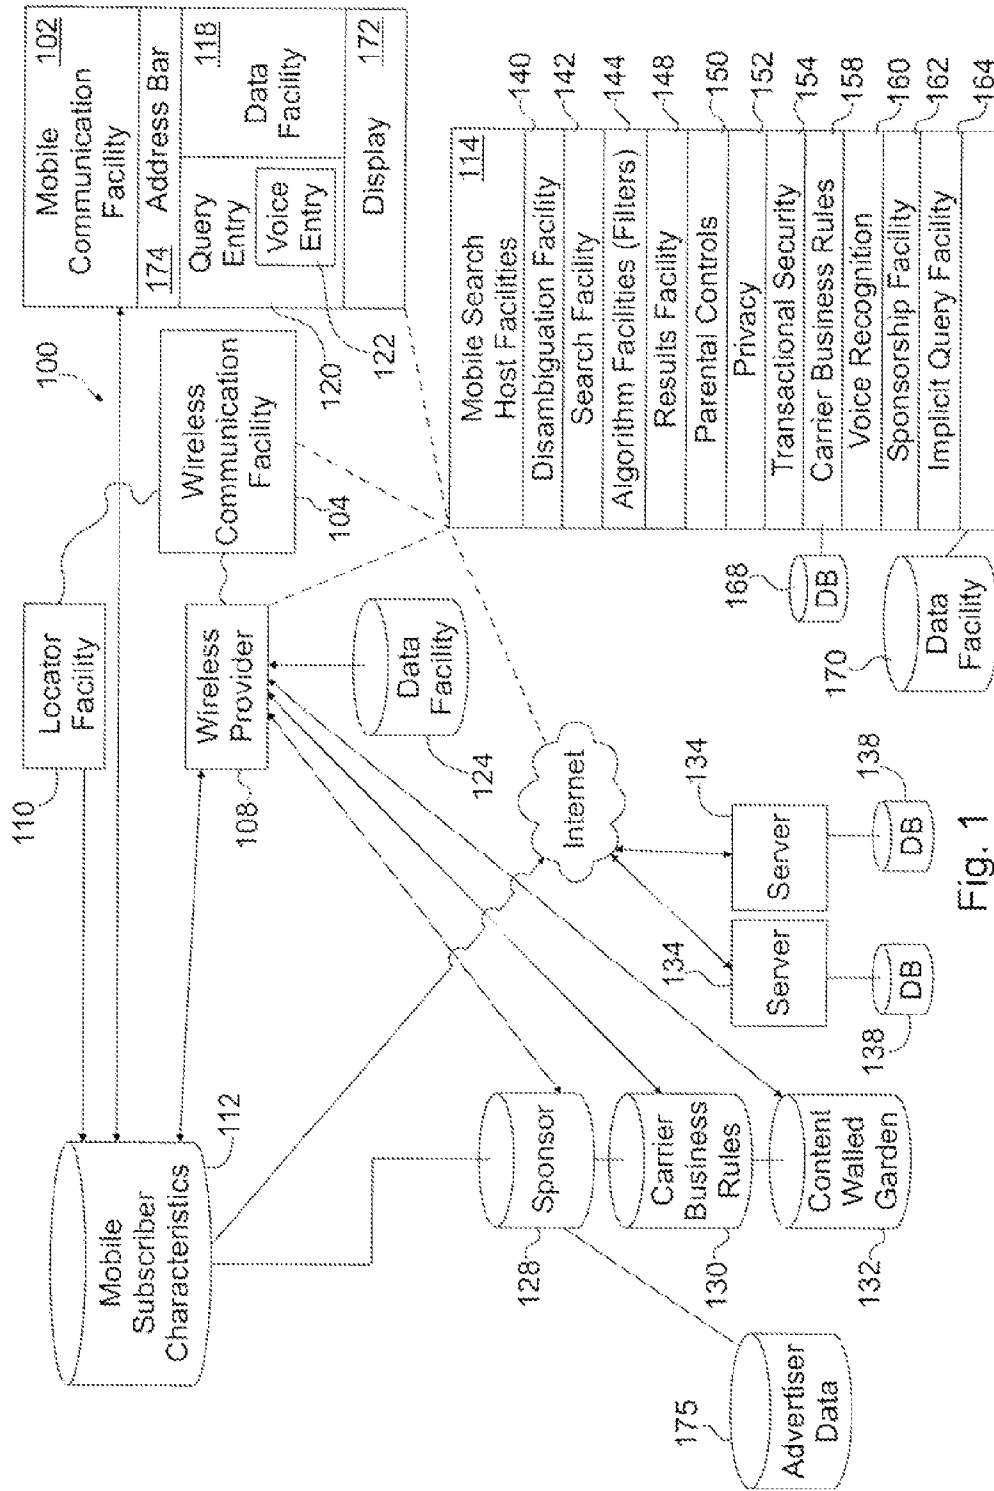 100
Mobile
Subscriber
Characteristics
112
Locator
Facility
110
Wireless
Provider
108
Wireless
Communication
Facility
104
Mobile
Communication
Facility
102
174
Address Bar
Query
Entry
Voice
Entry
118
Data
Facility
Display
172
120
122
Data
Facility
124
Sponsor
128
Carrier
Business
Rules
130
Content
Walled
Garden
132
Advertiser
Data
175
Internet
134
Server
134
Server
138
DB
138
DB
Mobile Search
Host Facilities
114
Disambiguation Facility
140
Search Facility
142
Algorithm Facilities (Filters)
144
Results Facility
148
Parental Controls
150
Privacy
152
Transactional Security
154
Carrier Business Rules
158
Voice Recognition
160
Sponsorship Facility
162
Implicit Query Facility
164
168
DB
170
Data
Facility
Fig. 1